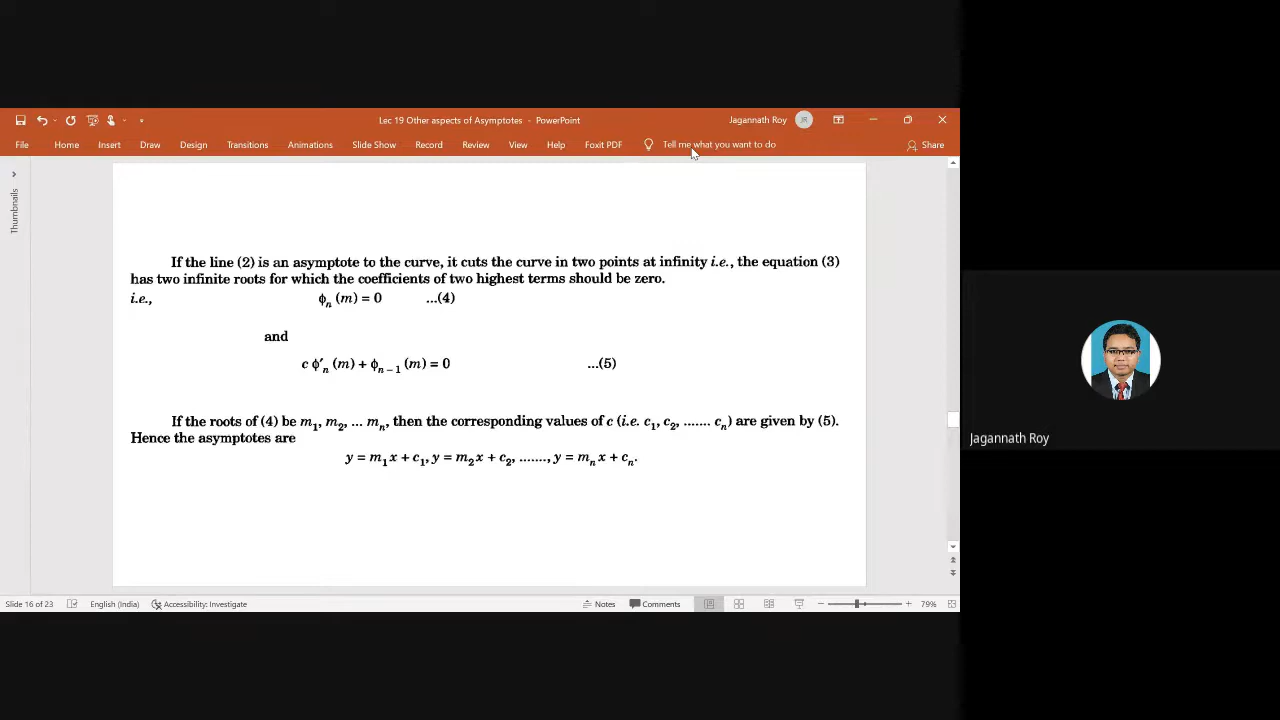 Lec 19 Other aspects of Asymptotes - PowerPoint
Jagannath Roy
JR
File Home Insert Draw Design Transitions Animations Slide Show Record Review View Help Foxit PDF Tell me what you want to do Share
Thumbnails
If the line (2) is an asymptote to the curve, it cuts the curve in two points at infinity i.e., the equation (3)
has two infinite roots for which the coefficients of two highest terms should be zero.
i.e., ϕₙ (m) = 0 ...(4)
and
c ϕ′ₙ (m) + ϕₙ₋₁ (m) = 0 ...(5)
If the roots of (4) be m₁, m₂, ... mₙ, then the corresponding values of c (i.e. c₁, c₂, ....... cₙ) are given by (5).
Hence the asymptotes are
y = m₁x + c₁, y = m₂x + c₂, ......., y = mₙ x + cₙ.
Slide 16 of 23 English (India) Accessibility: Investigate Notes Comments 79%
Jagannath Roy